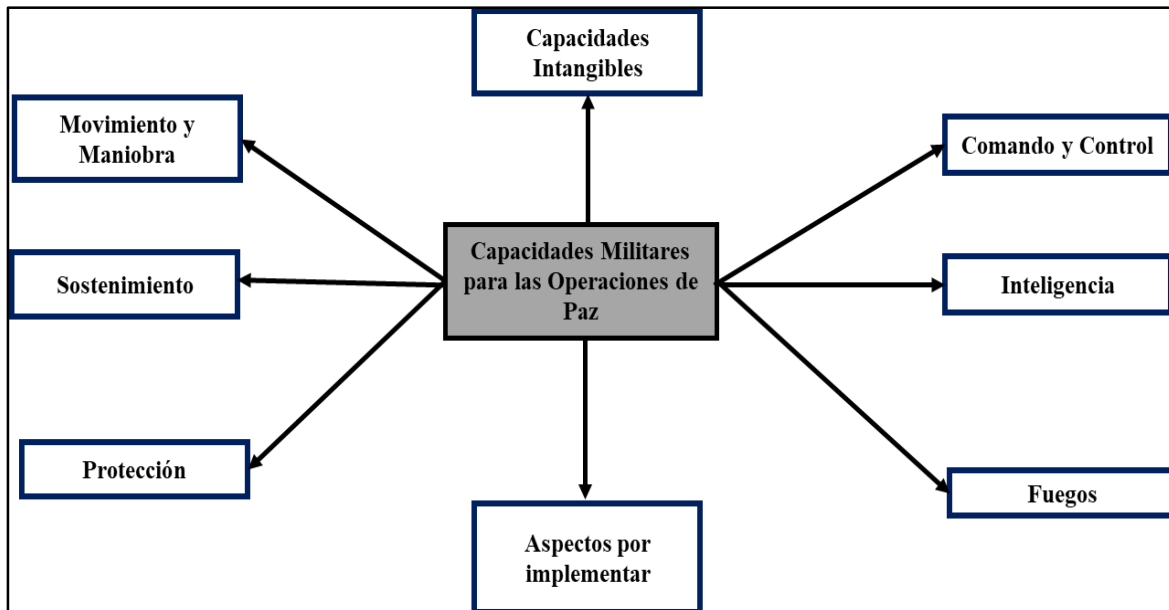 Capacidades
Intangibles
Movimiento y
Maniobra
Comando y Control
Capacidades Militares
para las Operaciones de
Paz
Sostenimiento
Inteligencia
Protección
Fuegos
Aspectos por
implementar